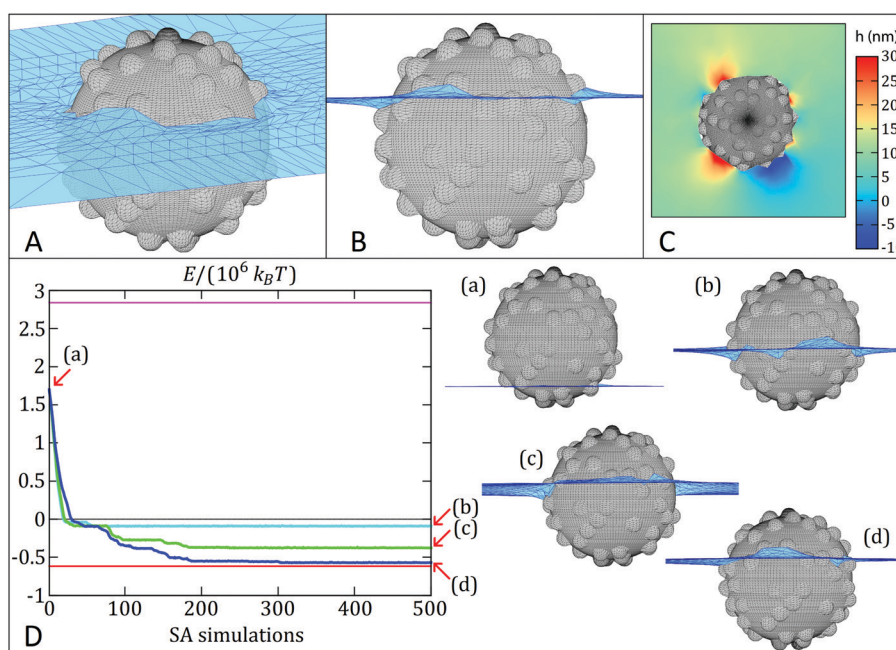 A
B
C
h (nm)
30
25
20
15
10
5
0
-5
-1
E/(10⁶ k_BT)
3
2.5
2
1.5
1
0.5
0
-0.5
-1
0 100 200 300 400 500
SA simulations
D
(a)
(b)
(c)
(d)
(a)
(b)
(c)
(d)